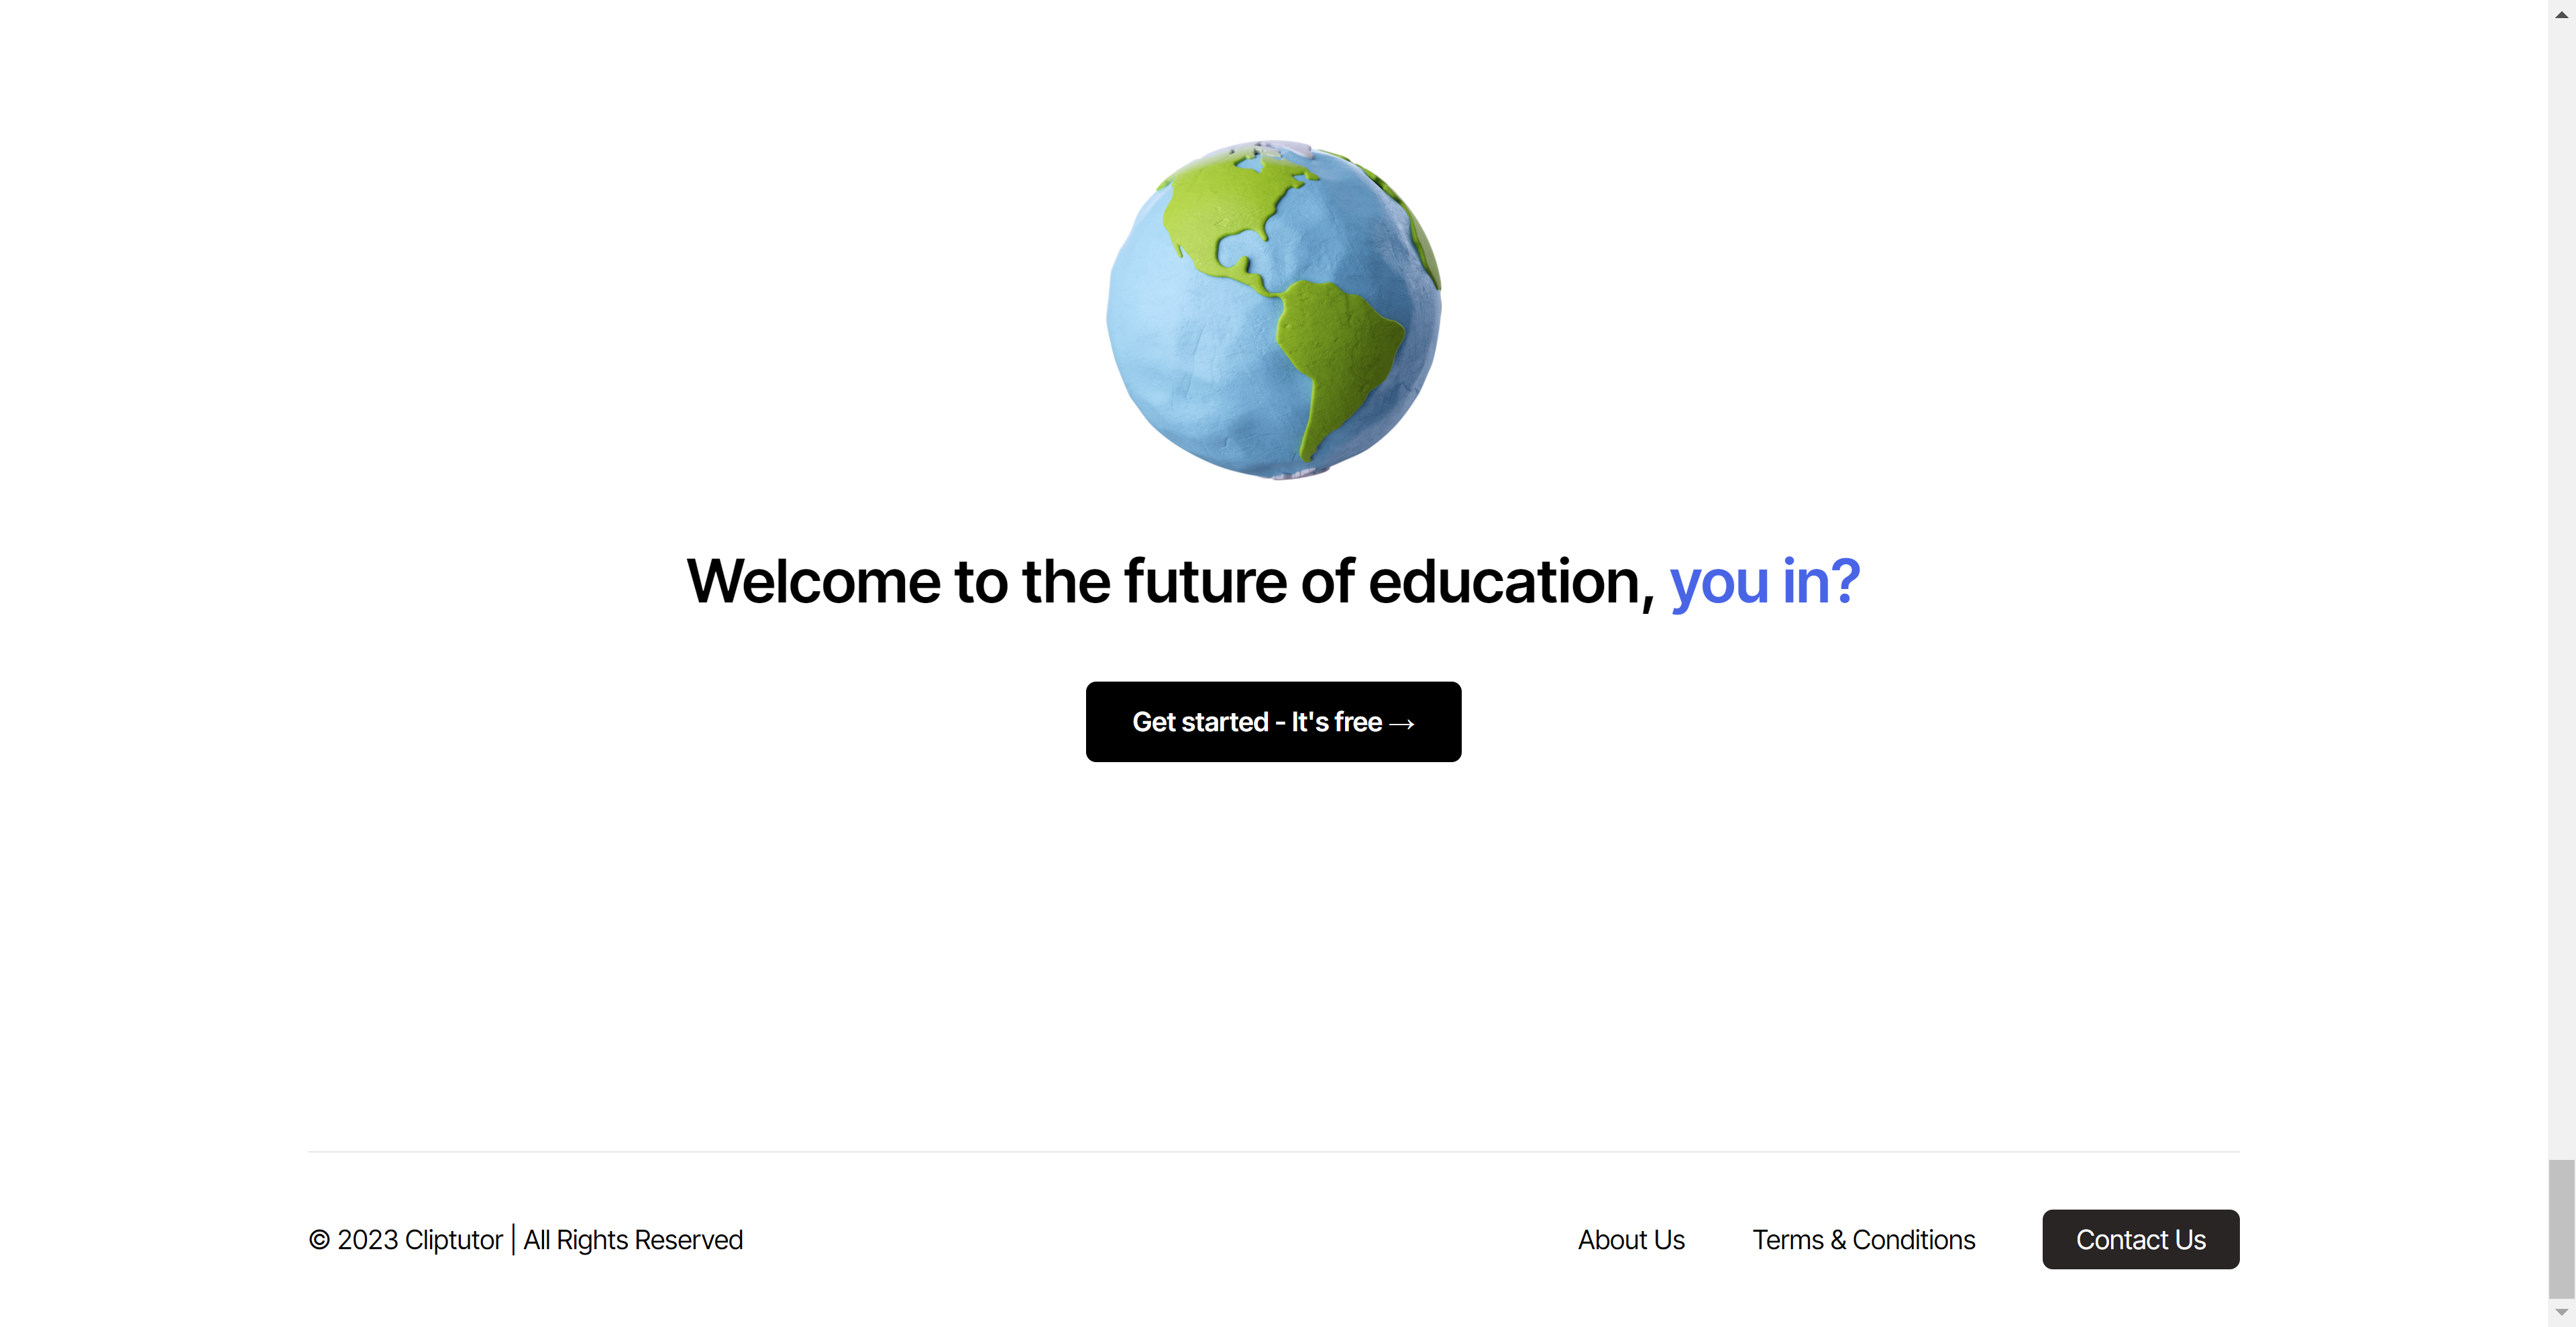 Welcome to the future of education, you in?
Get started - It's free →
© 2023 Cliptutor | All Rights Reserved
About Us
Terms & Conditions
Contact Us